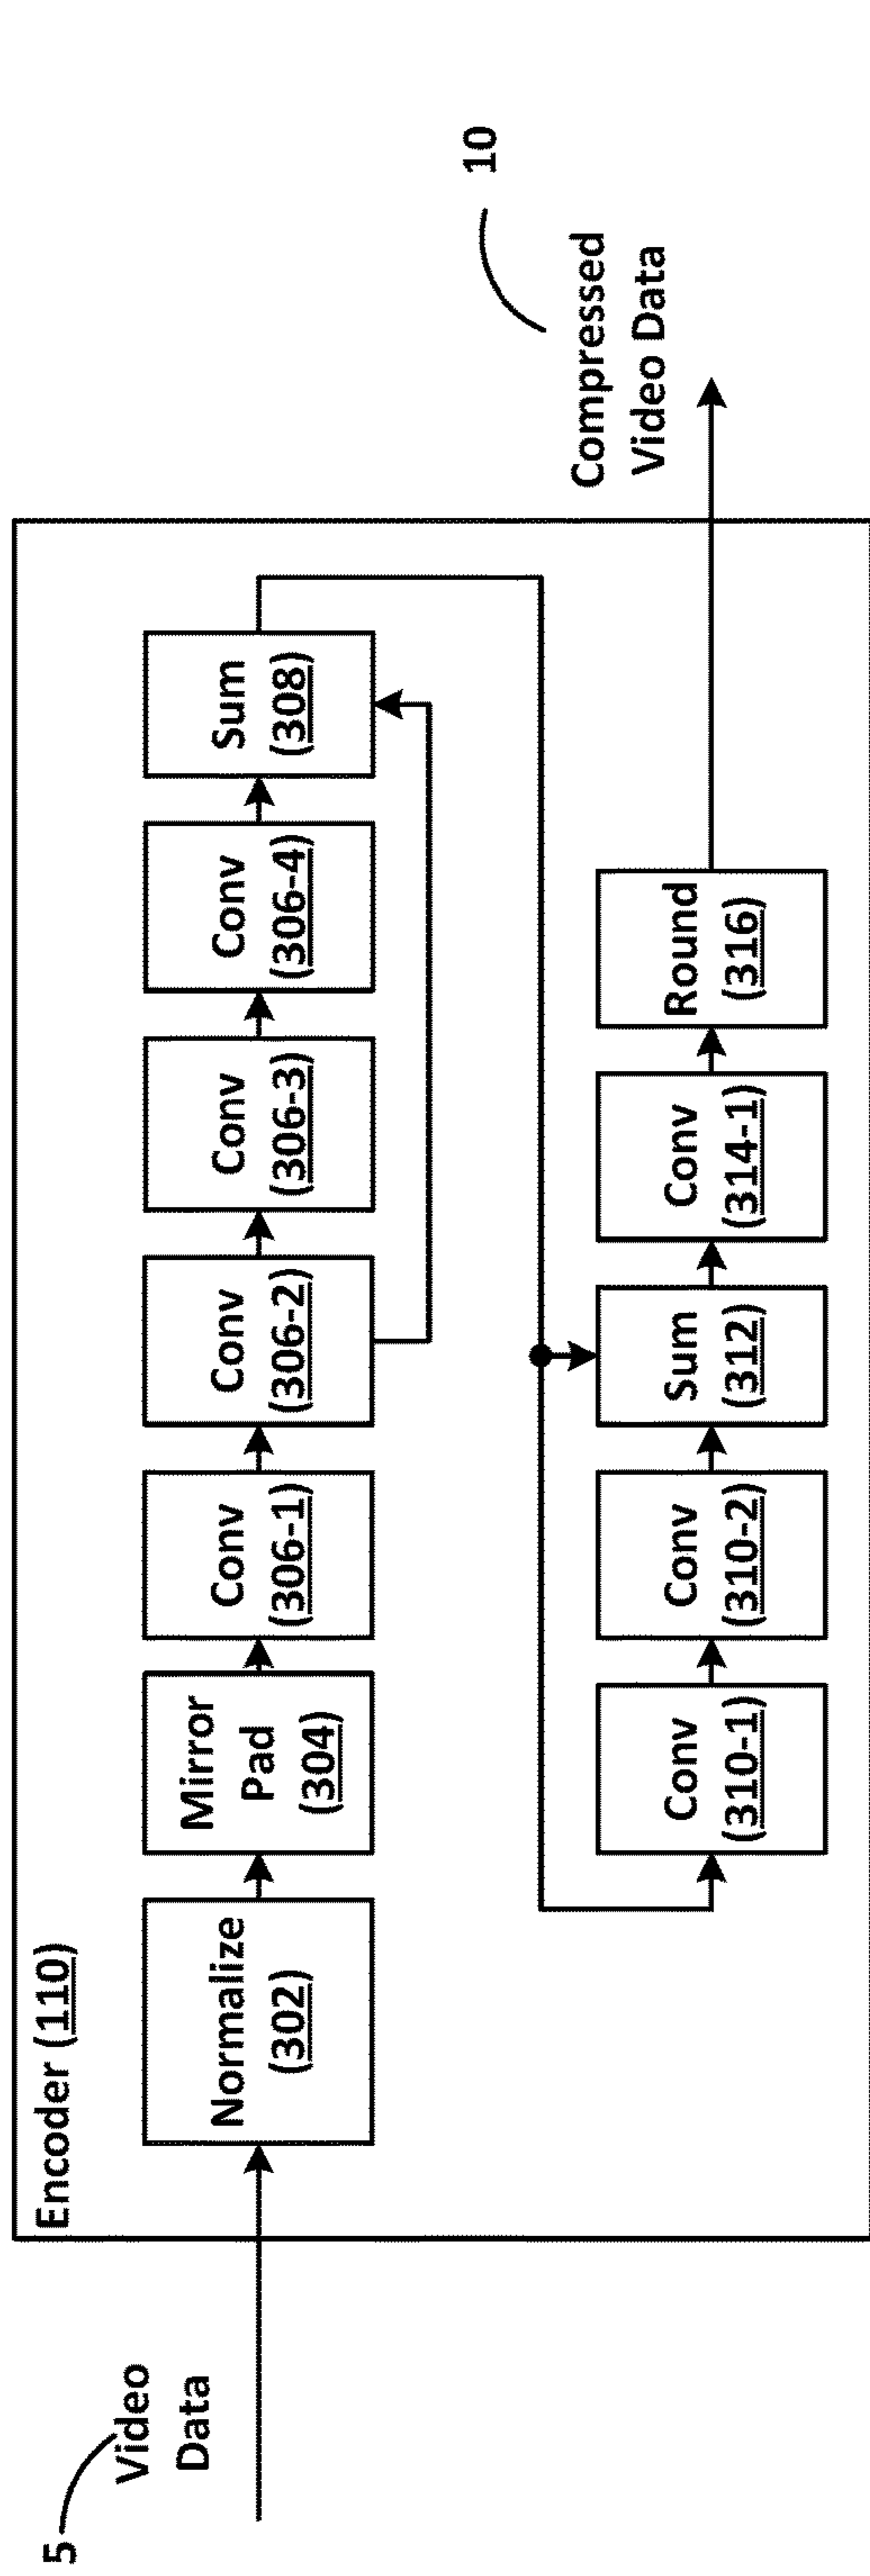 5
Video
Data
Encoder (110)
Normalize
(302)
Mirror
Pad
(304)
Conv
(306-1)
Conv
(306-2)
Conv
(306-3)
Conv
(306-4)
Sum
(308)
Conv
(310-1)
Conv
(310-2)
Sum
(312)
Conv
(314-1)
Round
(316)
10
Compressed
Video Data